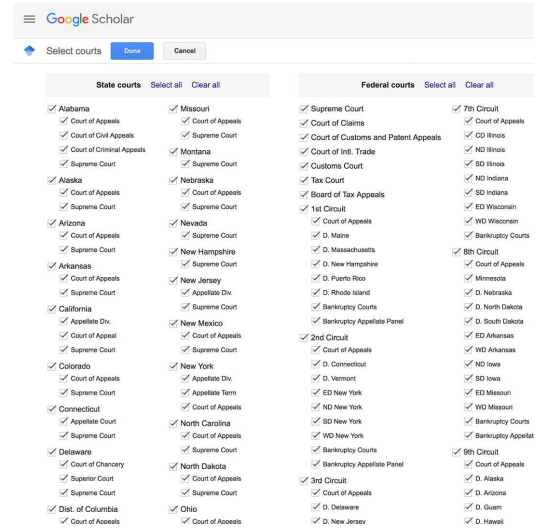 Google Scholar
Select courts Done Cancel
State courts Select all Clear all
Alabama
Court of Appeals
Court of Civil Appeals
Court of Criminal Appeals
Supreme Court
Alaska
Court of Appeals
Supreme Court
Arizona
Court of Appeals
Supreme Court
Arkansas
Court of Appeals
Supreme Court
California
Appellate Div.
Court of Appeal
Supreme Court
Colorado
Court of Appeals
Supreme Court
Connecticut
Appellate Court
Supreme Court
Delaware
Court of Chancery
Superior Court
Supreme Court
Dist. of Columbia
Court of Appeals
Missouri
Court of Appeals
Supreme Court
Montana
Supreme Court
Nebraska
Court of Appeals
Supreme Court
Nevada
Supreme Court
New Hampshire
Supreme Court
New Jersey
Appellate Div.
Supreme Court
New Mexico
Court of Appeals
Supreme Court
New York
Appellate Div.
Appellate Term
Court of Appeals
North Carolina
Court of Appeals
Supreme Court
North Dakota
Court of Appeals
Supreme Court
Ohio
Court of Appeals
Federal courts Select all Clear all
Supreme Court
Court of Claims
Court of Customs and Patent Appeals
Court of Intl. Trade
Customs Court
Tax Court
Board of Tax Appeals
1st Circuit
Court of Appeals
D. Maine
D. Massachusetts
D. New Hampshire
D. Puerto Rico
D. Rhode Island
Bankruptcy Courts
Bankruptcy Appellate Panel
2nd Circuit
Court of Appeals
D. Connecticut
D. Vermont
ED New York
ND New York
SD New York
WD New York
Bankruptcy Courts
Bankruptcy Appellate Panel
3rd Circuit
Court of Appeals
D. Delaware
D. New Jersey
7th Circuit
Court of Appeals
CD Illinois
ND Illinois
SD Illinois
ND Indiana
SD Indiana
ED Wisconsin
WD Wisconsin
Bankruptcy Courts
8th Circuit
Court of Appeals
Minnesota
D. Nebraska
D. North Dakota
D. South Dakota
ED Arkansas
WD Arkansas
ND Iowa
SD Iowa
ED Missouri
WD Missouri
Bankruptcy Courts
Bankruptcy Appellat
9th Circuit
Court of Appeals
D. Alaska
D. Arizona
D. Guam
D. Hawaii